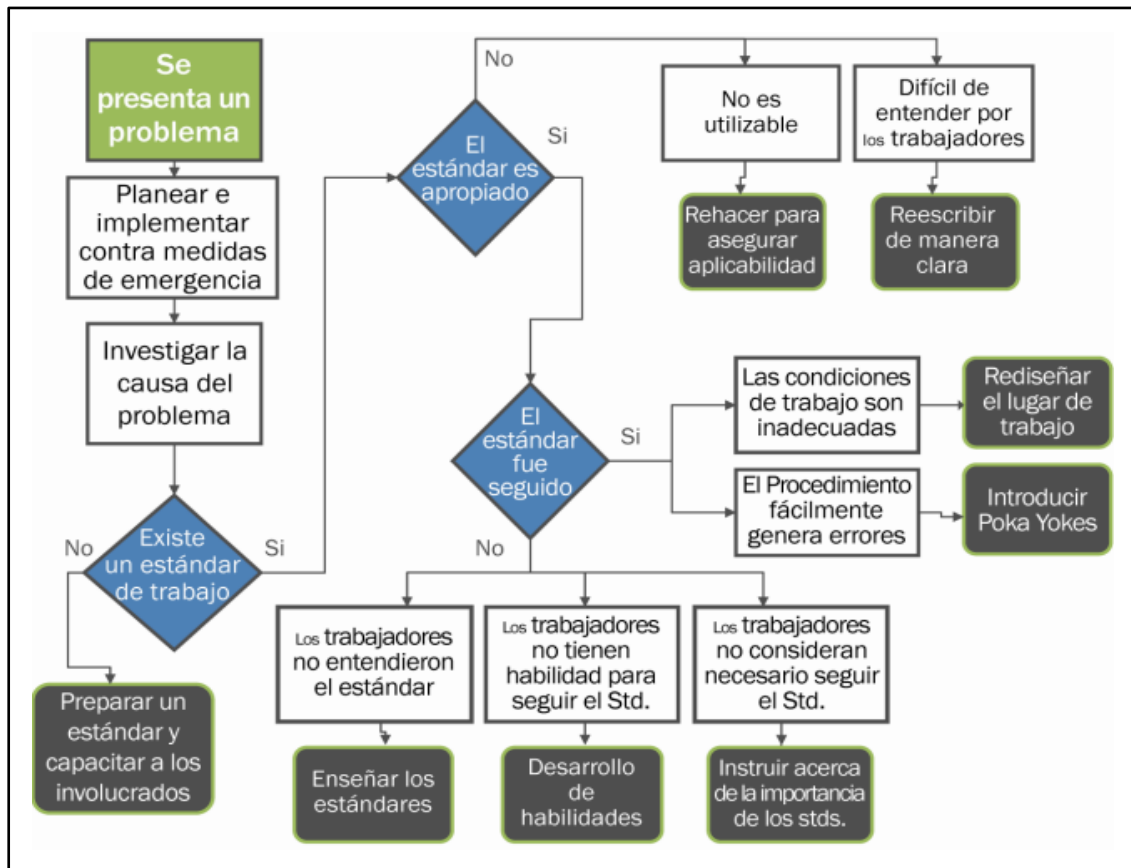 Se
presenta un
problema
Planear e
implementar
contra medidas
de emergencia
Investigar la
causa del
problema
Existe
un estándar
de trabajo
No
Si
Preparar un
estándar y
capacitar a los
involucrados
El
estándar es
apropiado
No
Si
No es
utilizable
Difícil de
entender por
los trabajadores
Rehacer para
asegurar
aplicabilidad
Reescribir
de manera
clara
El
estándar
fue
seguido
Si
No
Las condiciones
de trabajo son
inadecuadas
Rediseñar
el lugar de
trabajo
El Procedimiento
fácilmente
genera errores
Introducir
Poka Yokes
Los trabajadores
no entendieron
el estándar
Los trabajadores
no tienen
habilidad para
seguir el Std.
Los trabajadores
no consideran
necesario seguir
el Std.
Enseñar los
estándares
Desarrollo
de
habilidades
Instruir acerca
de la importancia
de los stds.